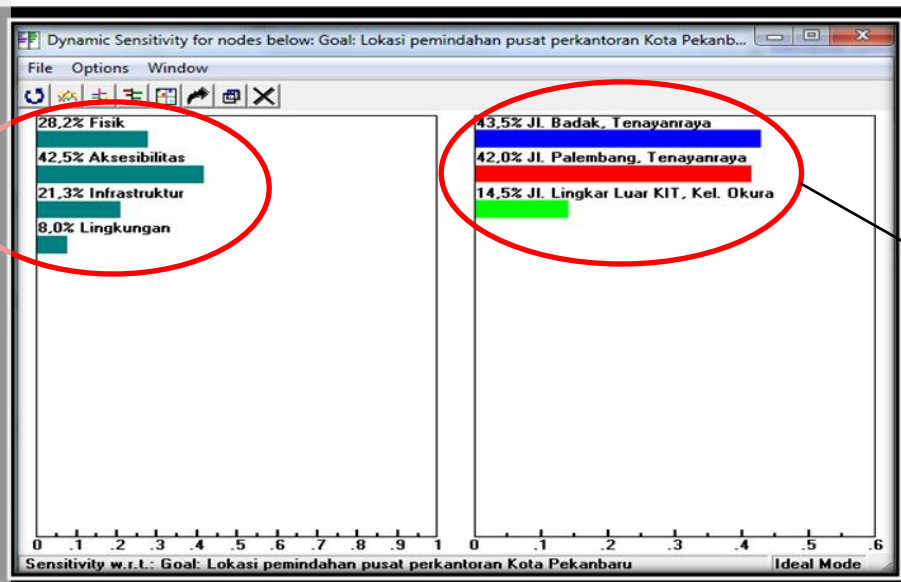 Dynamic Sensitivity for nodes below: Goal: Lokasi pemindahan pusat perkantoran Kota Pekanb...
File Options Window
28,2% Fisik
42,5% Aksesibilitas
21,3% Infrastruktur
8,0% Lingkungan
43,5% Jl. Badak, Tenayanraya
42,0% Jl. Palembang, Tenayanraya
14,5% Jl. Lingkar Luar KIT, Kel. Okura
0 .1 .2 .3 .4 .5 .6 .7 .8 .9 1
0 .1 .2 .3 .4 .5 .6
Sensitivity w.r.t.: Goal: Lokasi pemindahan pusat perkantoran Kota Pekanbaru
Ideal Mode